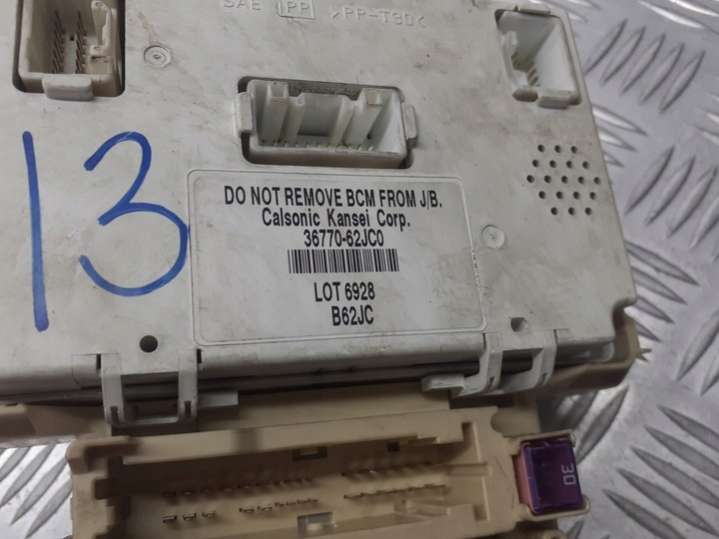 SAE PP >PP-T30<
13
DO NOT REMOVE BCM FROM J/B.
Calsonic Kansei Corp.
36770-62JC0
LOT 6928
B62JC
30